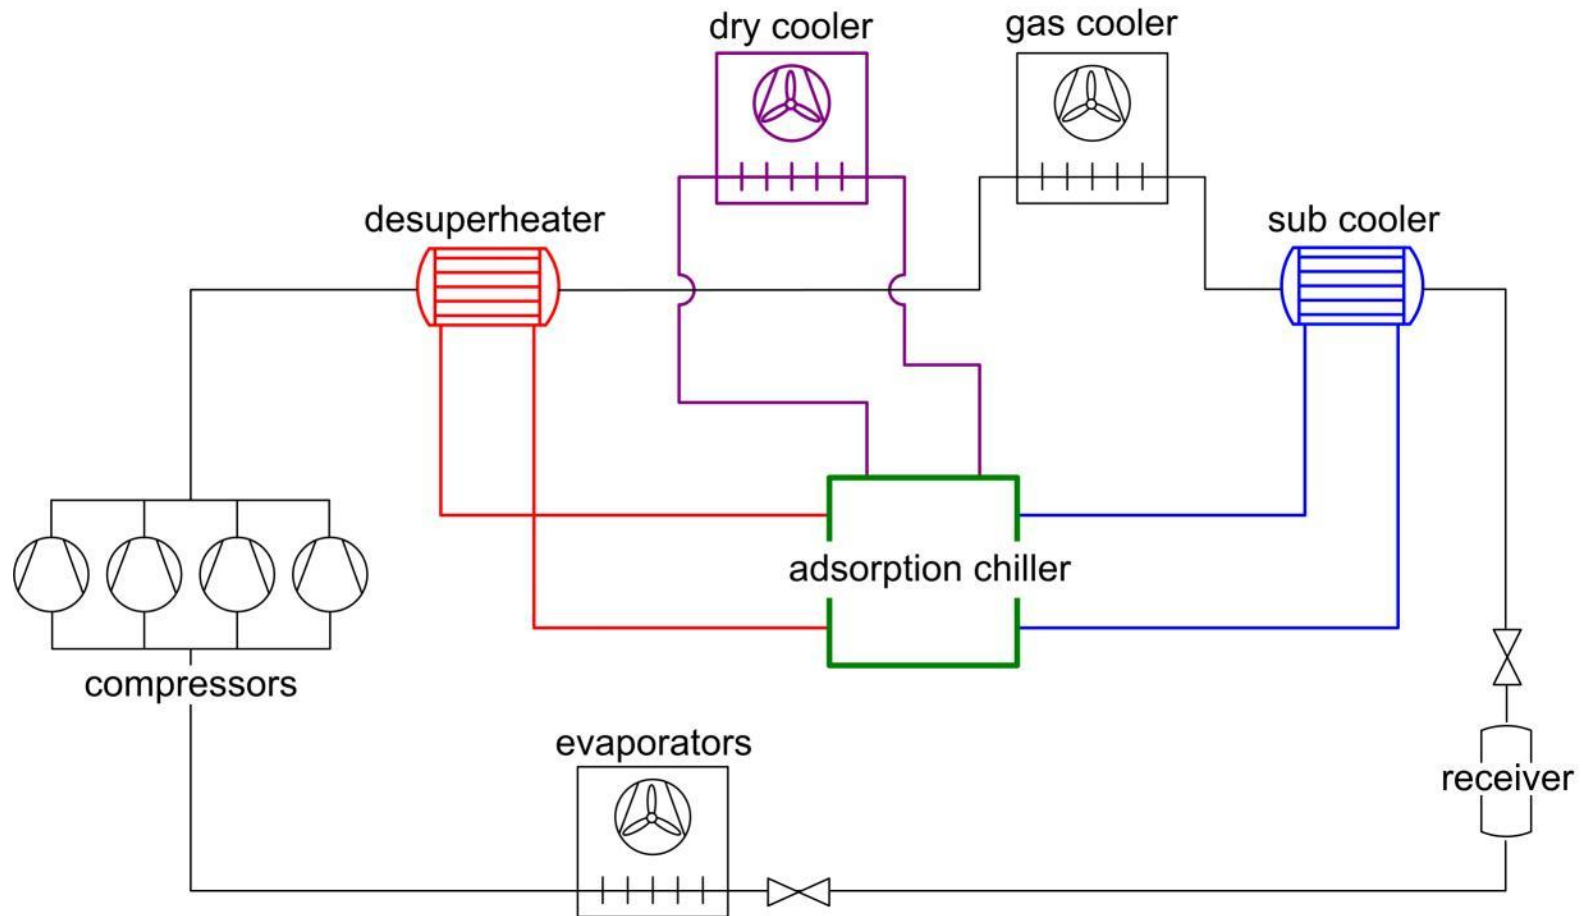 dry cooler
gas cooler
desuperheater
sub cooler
adsorption chiller
compressors
evaporators
receiver